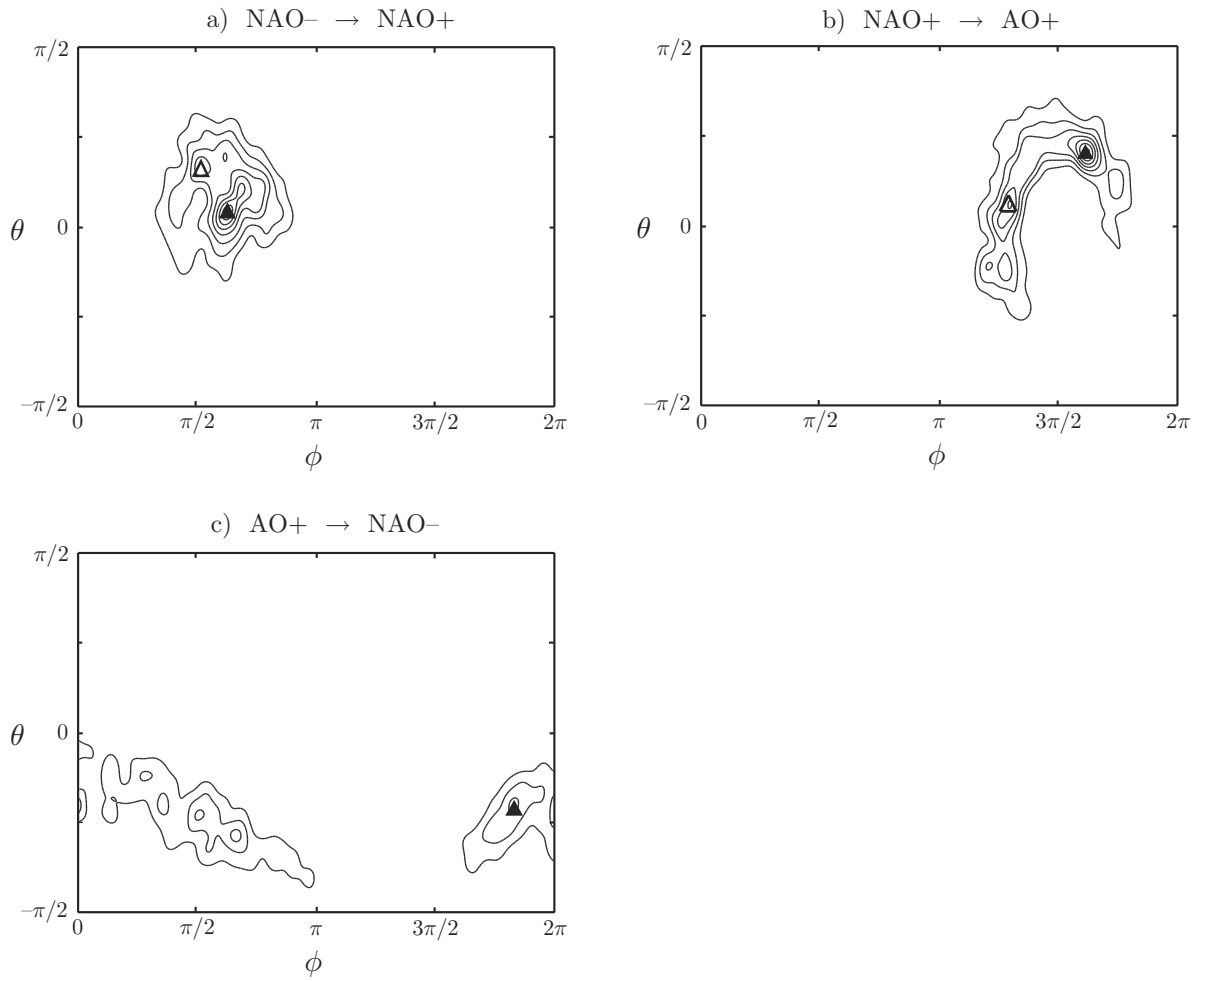 a) NAO– → NAO+
π/2
θ
0
–π/2
0 π/2 π 3π/2 2π
ϕ
b) NAO+ → AO+
π/2
θ
0
–π/2
0 π/2 π 3π/2 2π
ϕ
c) AO+ → NAO–
π/2
θ
0
–π/2
0 π/2 π 3π/2 2π
ϕ